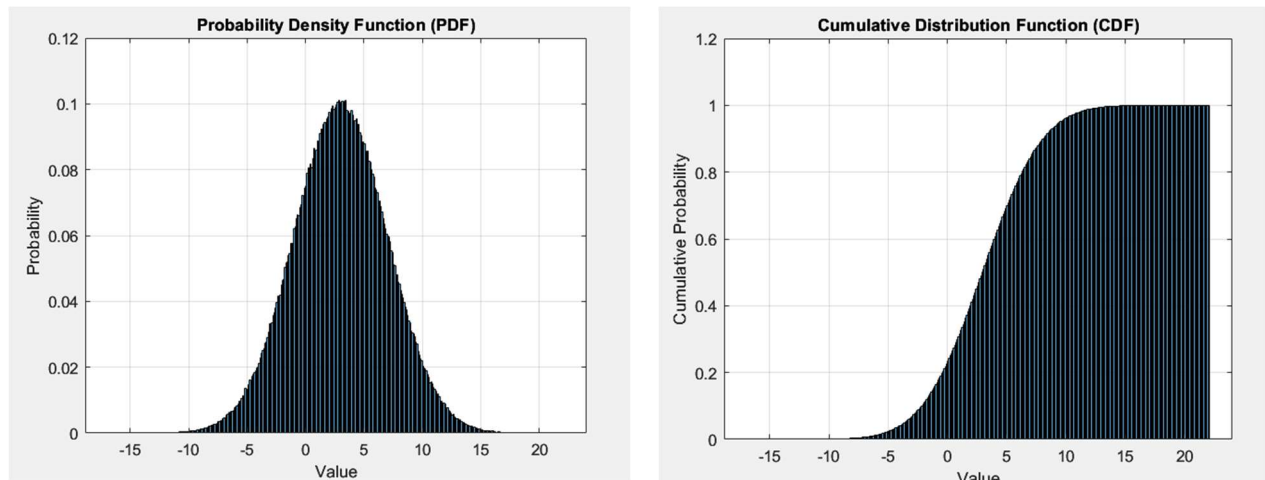 Probability Density Function (PDF)
0.12
0.1
0.08
0.06
0.04
0.02
0
Probability
-15 -10 -5 0 5 10 15 20
Value
Cumulative Distribution Function (CDF)
1.2
1
0.8
0.6
0.4
0.2
0
Cumulative Probability
-15 -10 -5 0 5 10 15 20
Value